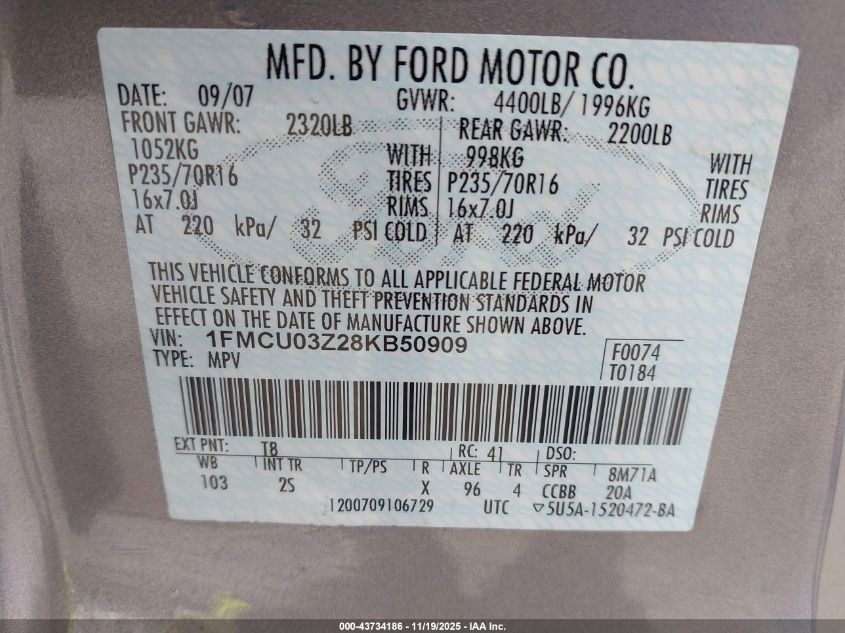 MFD. BY FORD MOTOR CO.
DATE: 09/07 GVWR: 4400LB/ 1996KG
FRONT GAWR: 2320LB REAR GAWR: 2200LB
1052KG WITH 998KG WITH
P235/70R16 TIRES P235/70R16 TIRES
16x7.0J RIMS 16x7.0J RIMS
AT 220 kPa/ 32 PSI COLD AT 220 kPa/ 32 PSI COLD
Ford
THIS VEHICLE CONFORMS TO ALL APPLICABLE FEDERAL MOTOR
VEHICLE SAFETY AND THEFT PREVENTION STANDARDS IN
EFFECT ON THE DATE OF MANUFACTURE SHOWN ABOVE.
VIN: 1FMCU03Z28KB50909
TYPE: MPV
F0074
T0184
EXT PNT: T8 RC: 41 DSO:
WB INT TR TP/PS R AXLE TR SPR 8M71A
103 2S X 96 4 CCBB 20A
1200709106729 UTC ▽5U5A-1520472-BA
000-43734186 - 11/19/2025 - IAA Inc.